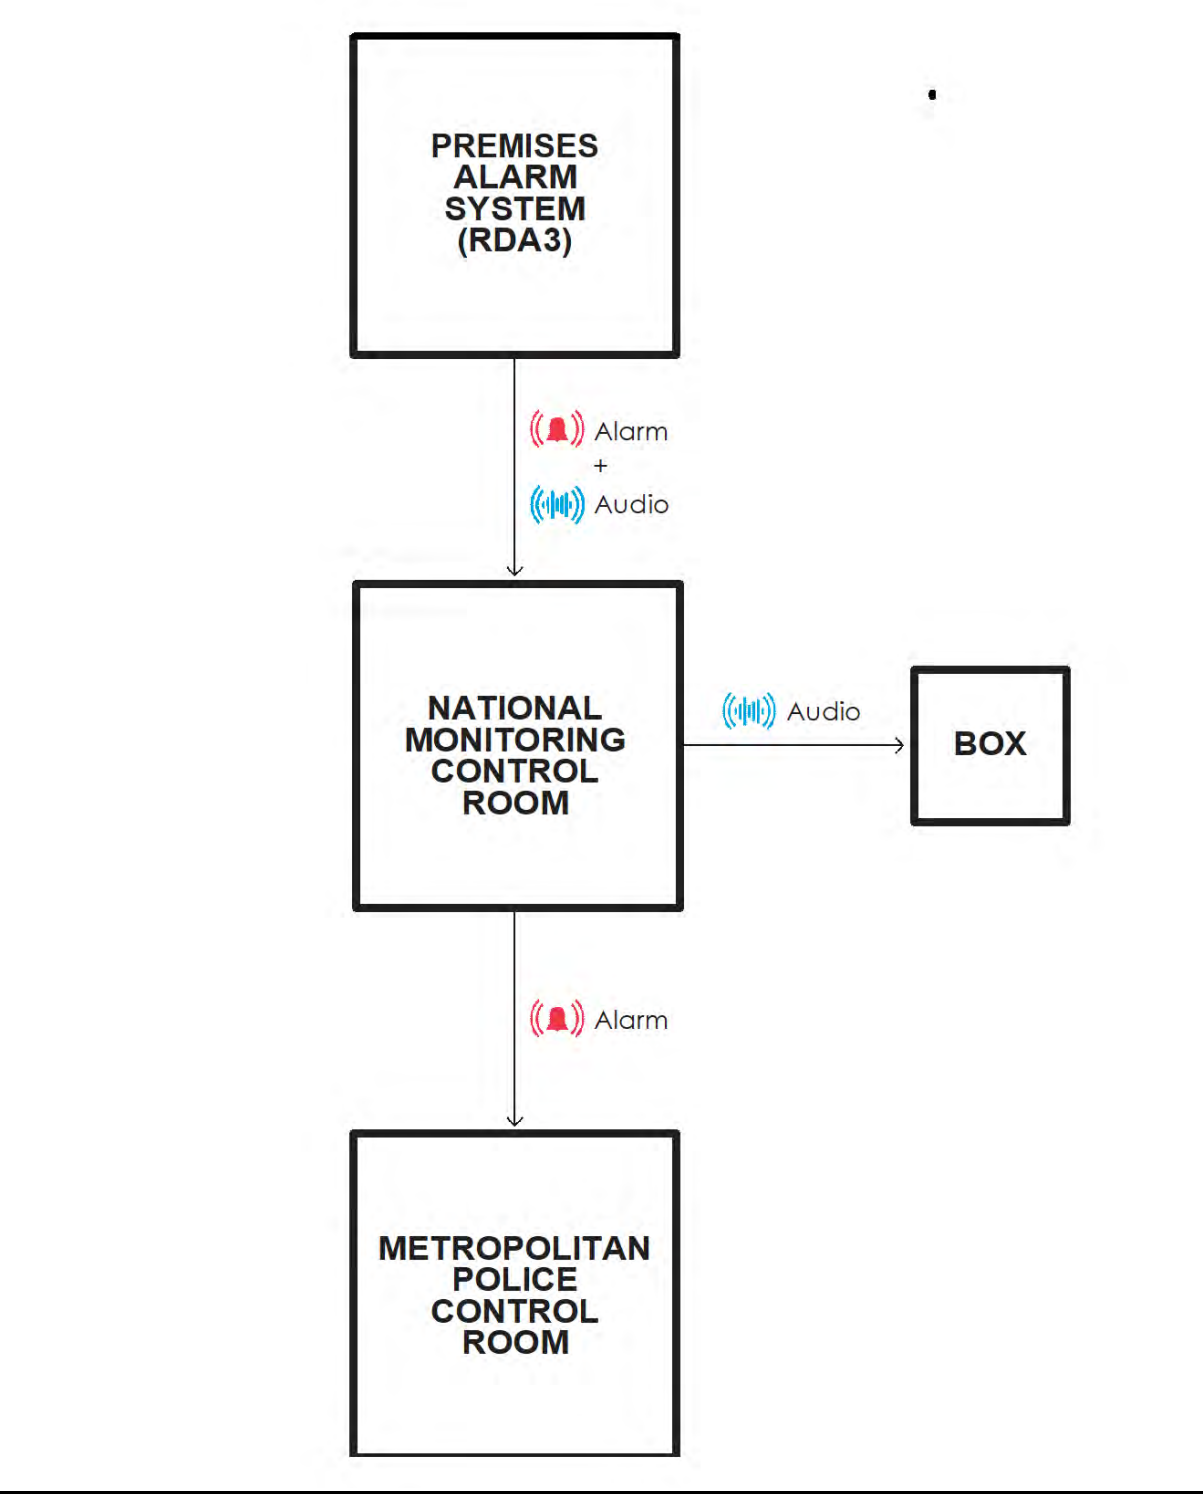 PREMISES
ALARM
SYSTEM
(RDA3)
Alarm
+
Audio
NATIONAL
MONITORING
CONTROL
ROOM
Audio
BOX
Alarm
METROPOLITAN
POLICE
CONTROL
ROOM